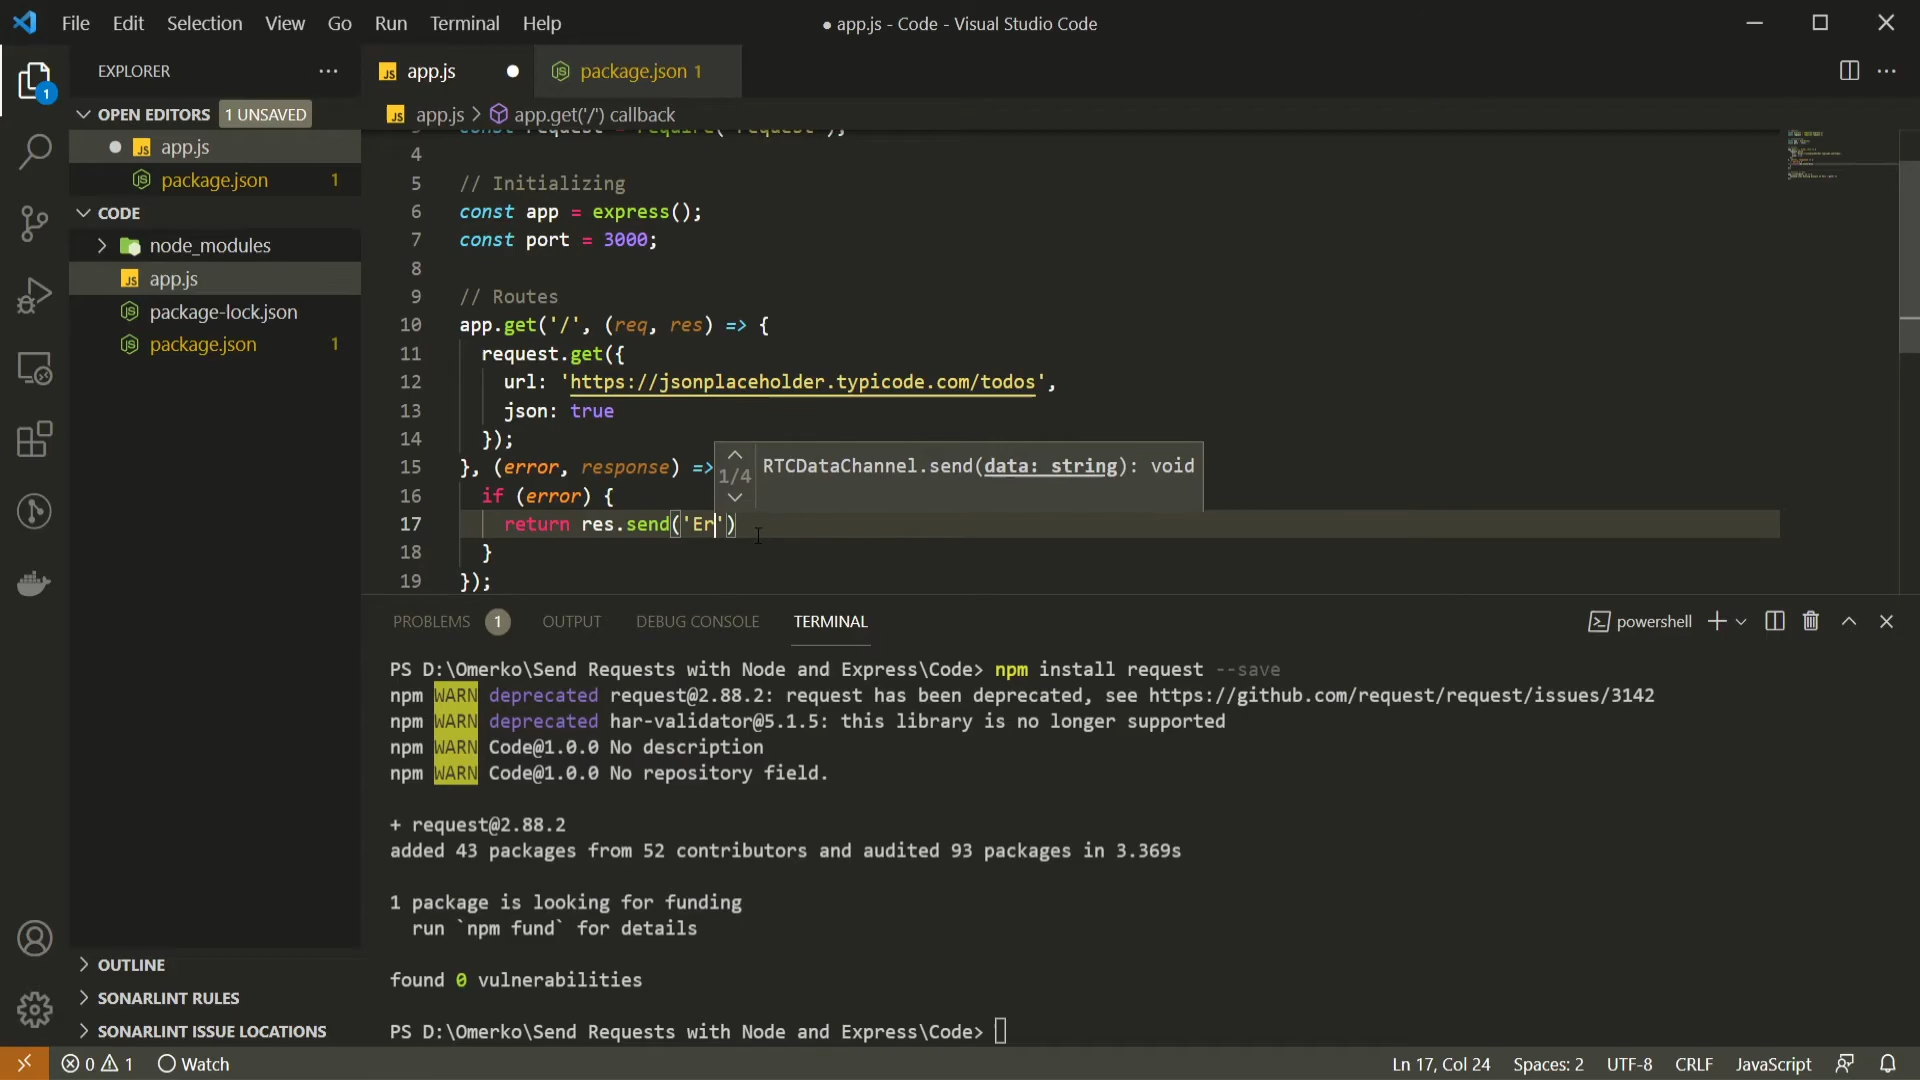 File Edit Selection View Go Run Terminal Help
● app.js - Code - Visual Studio Code
EXPLORER
app.js
package.json 1
1
OPEN EDITORS 1 UNSAVED
app.js > app.get('/') callback
app.js
package.json 1
CODE
node_modules
app.js
package-lock.json
package.json 1
const request = require('request');
4
5 // Initializing
6 const app = express();
7 const port = 3000;
8
9 // Routes
10 app.get('/', (req, res) => {
11 request.get({
12 url: 'https://jsonplaceholder.typicode.com/todos',
13 json: true
14 });
15 }, (error, response) =>
1/4 RTCDataChannel.send(data: string): void
16 if (error) {
17 return res.send('Er')
18 }
19 });
PROBLEMS 1 OUTPUT DEBUG CONSOLE TERMINAL
powershell
PS D:\Omerko\Send Requests with Node and Express\Code> npm install request --save
npm WARN deprecated request@2.88.2: request has been deprecated, see https://github.com/request/request/issues/3142
npm WARN deprecated har-validator@5.1.5: this library is no longer supported
npm WARN Code@1.0.0 No description
npm WARN Code@1.0.0 No repository field.
+ request@2.88.2
added 43 packages from 52 contributors and audited 93 packages in 3.369s
1 package is looking for funding
run `npm fund` for details
found 0 vulnerabilities
PS D:\Omerko\Send Requests with Node and Express\Code>
OUTLINE
SONARLINT RULES
SONARLINT ISSUE LOCATIONS
0 1 Watch
Ln 17, Col 24 Spaces: 2 UTF-8 CRLF JavaScript